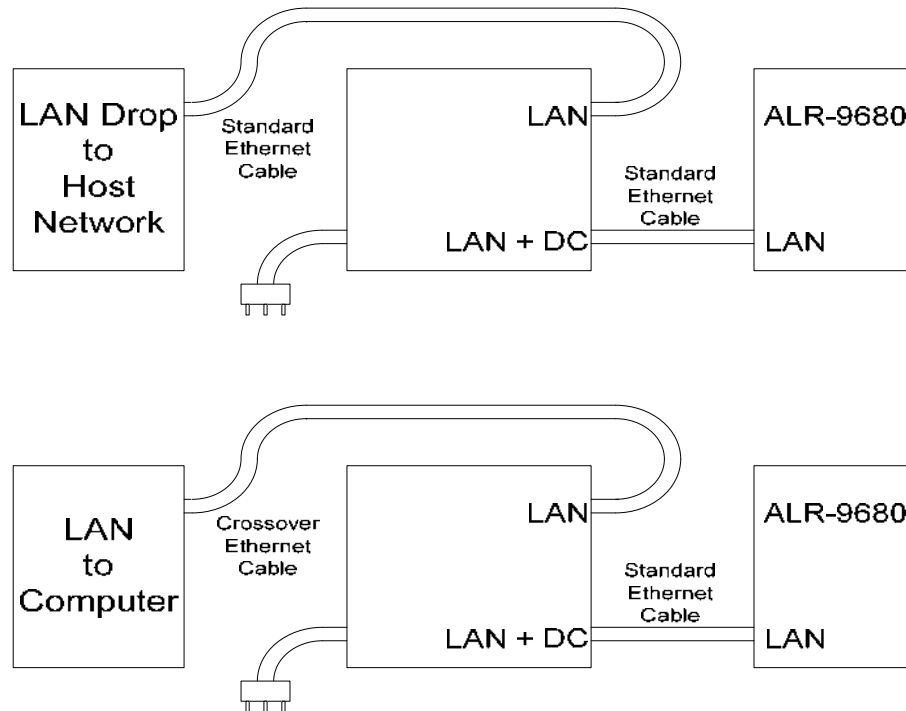 LAN Drop
to
Host
Network
Standard
Ethernet
Cable
LAN
LAN + DC
Standard
Ethernet
Cable
ALR-9680
LAN
LAN
to
Computer
Crossover
Ethernet
Cable
LAN
LAN + DC
Standard
Ethernet
Cable
ALR-9680
LAN